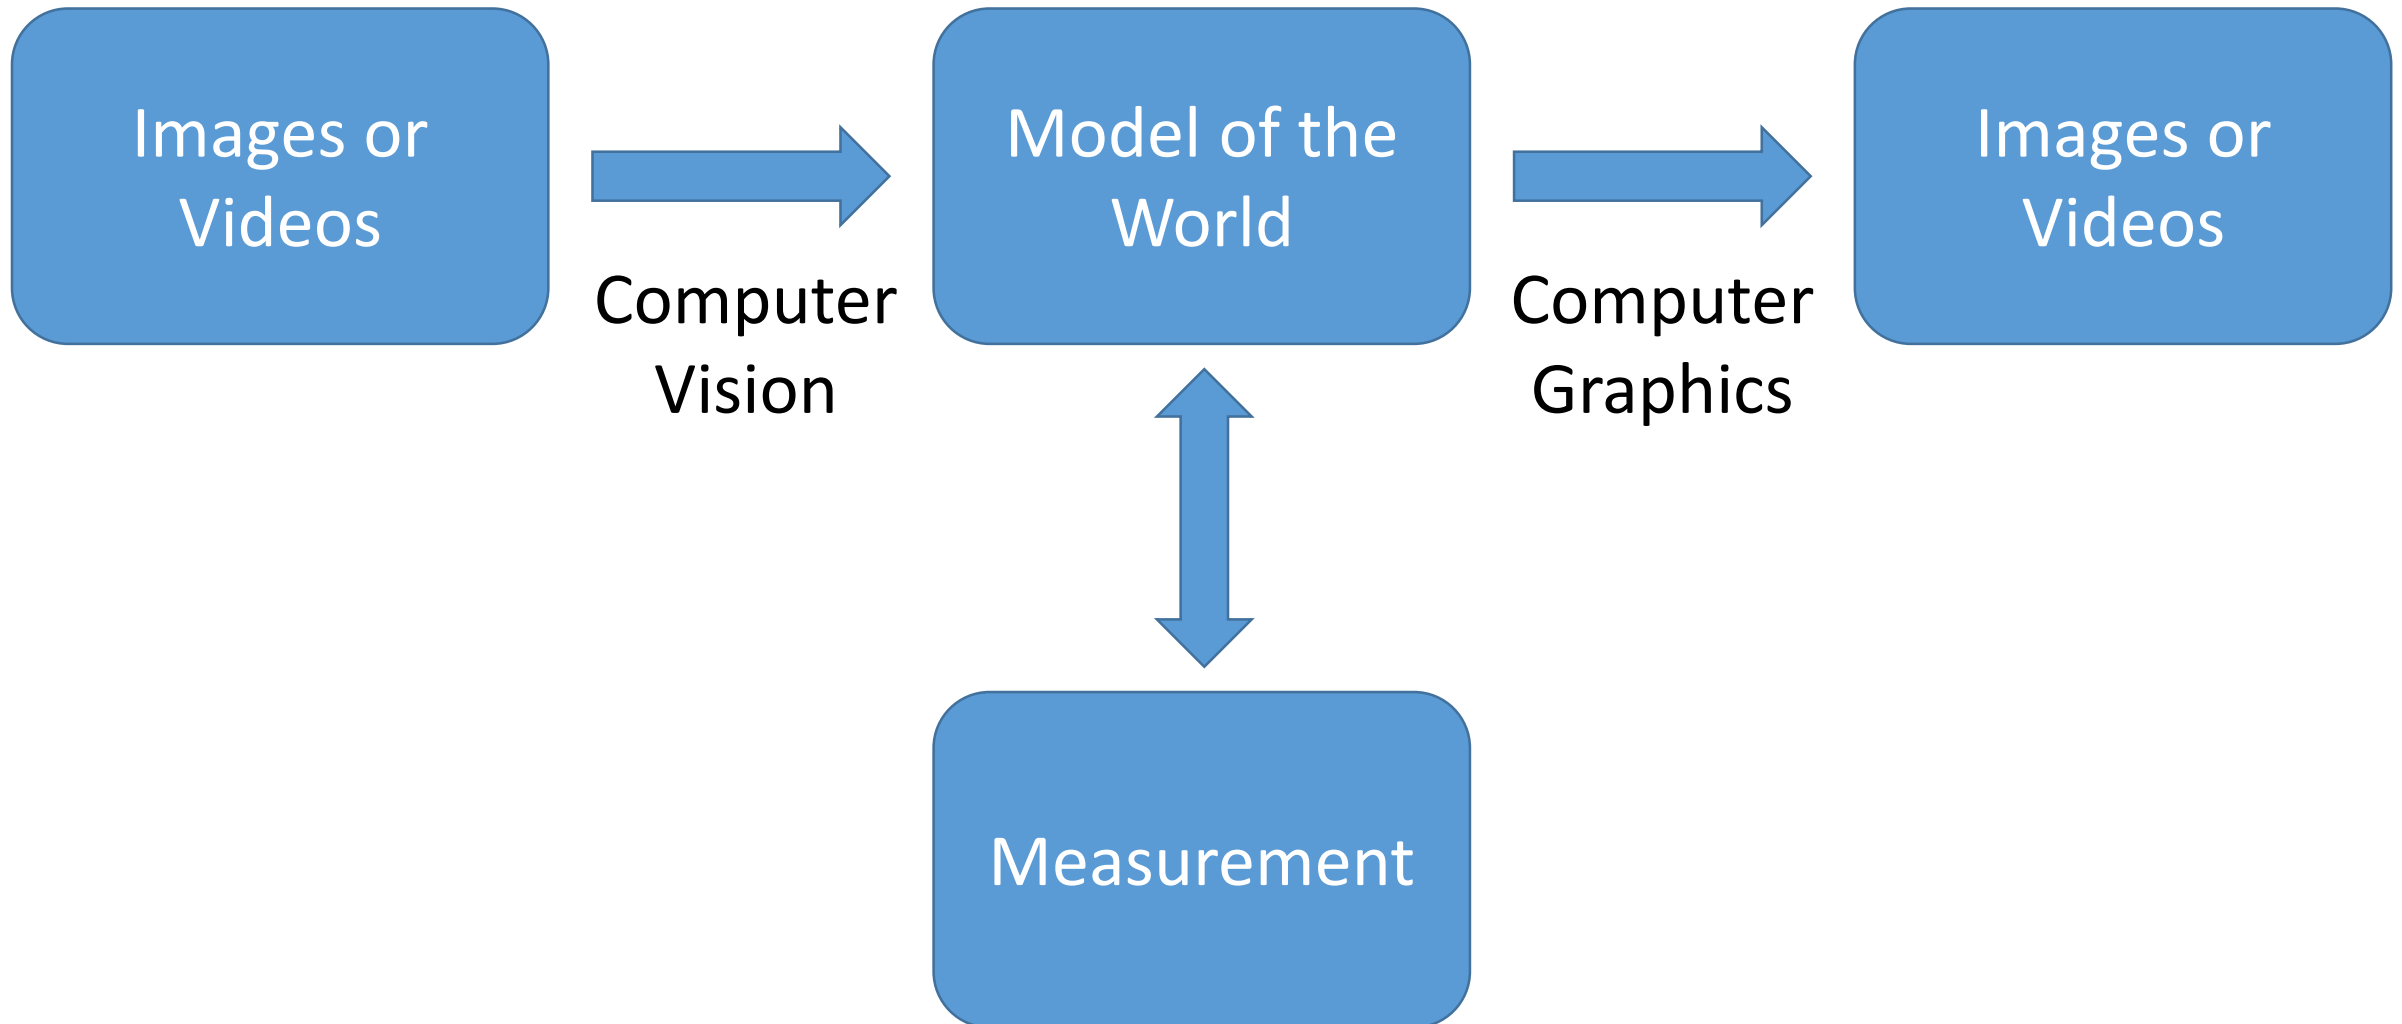 Images or
Videos
Computer
Vision
Model of the
World
Computer
Graphics
Images or
Videos
Measurement